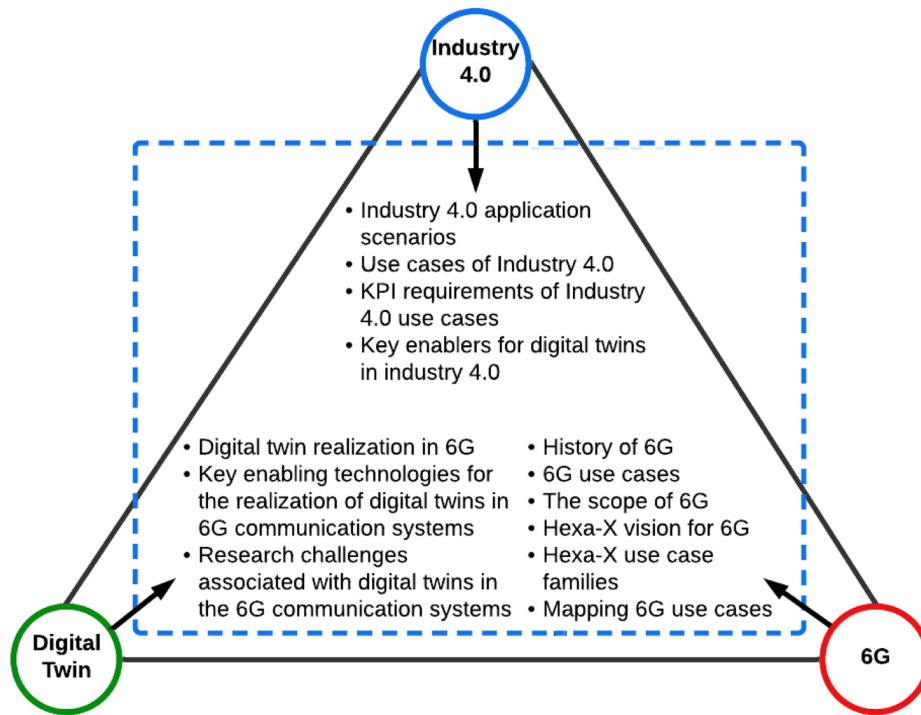 Industry
4.0
• Industry 4.0 application
scenarios
• Use cases of Industry 4.0
• KPI requirements of Industry
4.0 use cases
• Key enablers for digital twins
in industry 4.0
• Digital twin realization in 6G
• Key enabling technologies for
the realization of digital twins in
6G communication systems
• Research challenges
associated with digital twins in
the 6G communication systems
• History of 6G
• 6G use cases
• The scope of 6G
• Hexa-X vision for 6G
• Hexa-X use case
families
• Mapping 6G use cases
Digital
Twin
6G